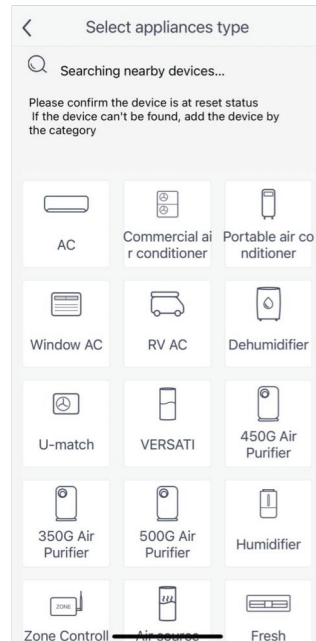 Select appliances type
Searching nearby devices...
Please confirm the device is at reset status
If the device can't be found, add the device by
the category
AC
Commercial ai
r conditioner
Portable air co
nditioner
Window AC
RV AC
Dehumidifier
U-match
VERSATI
450G Air
Purifier
350G Air
Purifier
500G Air
Purifier
Humidifier
ZONE
Zone Controll
Air source
Fresh